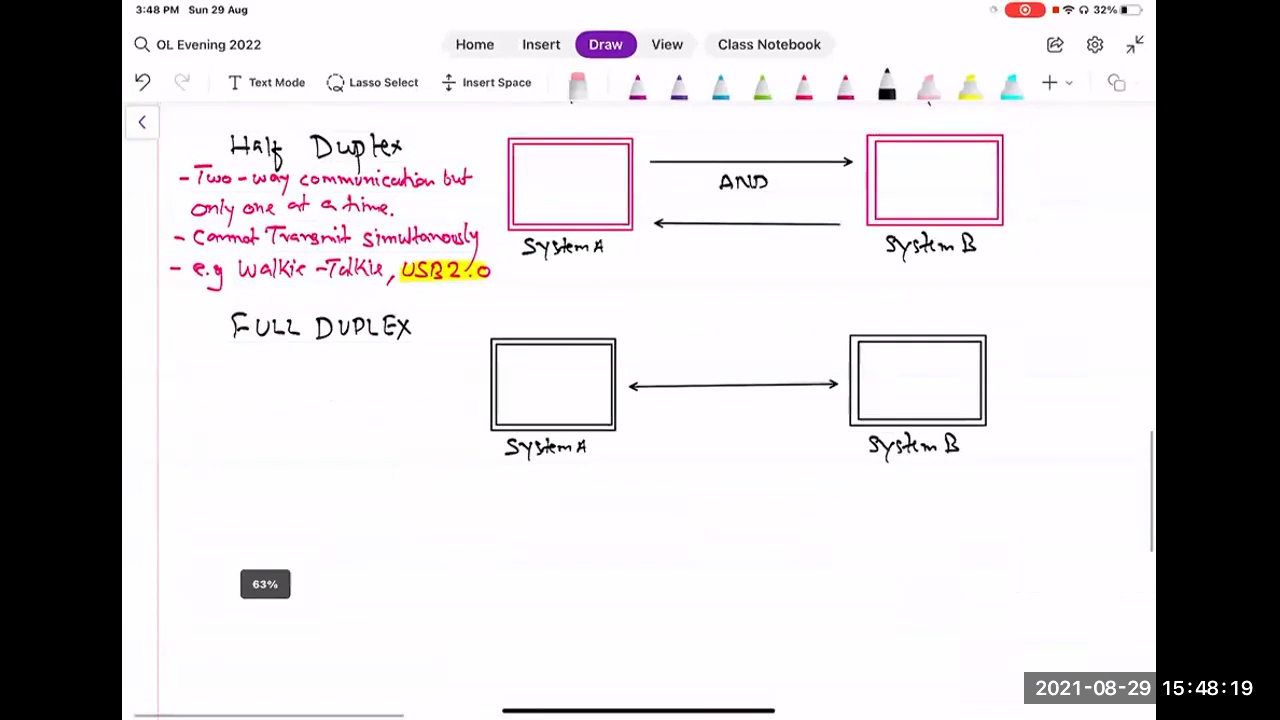 3:48 PM Sun 29 Aug
32%
OL Evening 2022
Home Insert Draw View Class Notebook
Text Mode Lasso Select Insert Space
Half Duplex
- Two-way communication but
only one at a time.
- Cannot Transmit simultanously
- e.g Walkie-Talkie, USB 2.0
AND
System A
System B
FULL DUPLEX
System A
System B
63%
2021-08-29 15:48:19